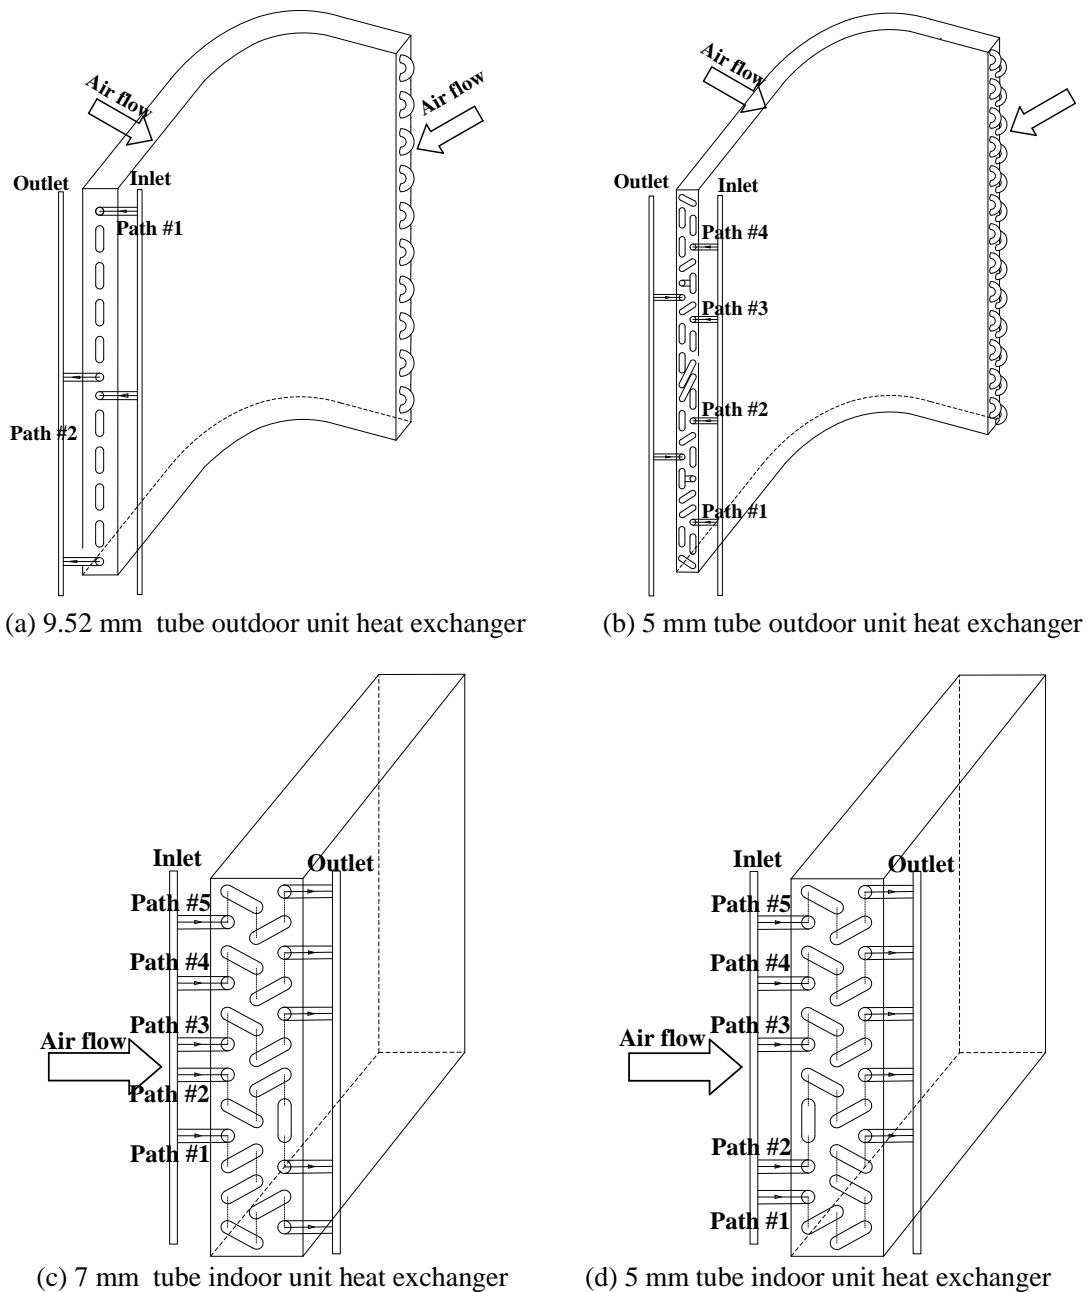 Air flow
Air flow
Outlet
Inlet
Path #1
Path #2
(a) 9.52 mm  tube outdoor unit heat exchanger
Air flow
Outlet
Inlet
Path #4
Path #3
Path #2
Path #1
(b) 5 mm tube outdoor unit heat exchanger
Inlet
Outlet
Path #5
Path #4
Path #3
Air flow
Path #2
Path #1
(c) 7 mm  tube indoor unit heat exchanger
Inlet
Outlet
Path #5
Path #4
Path #3
Air flow
Path #2
Path #1
(d) 5 mm tube indoor unit heat exchanger